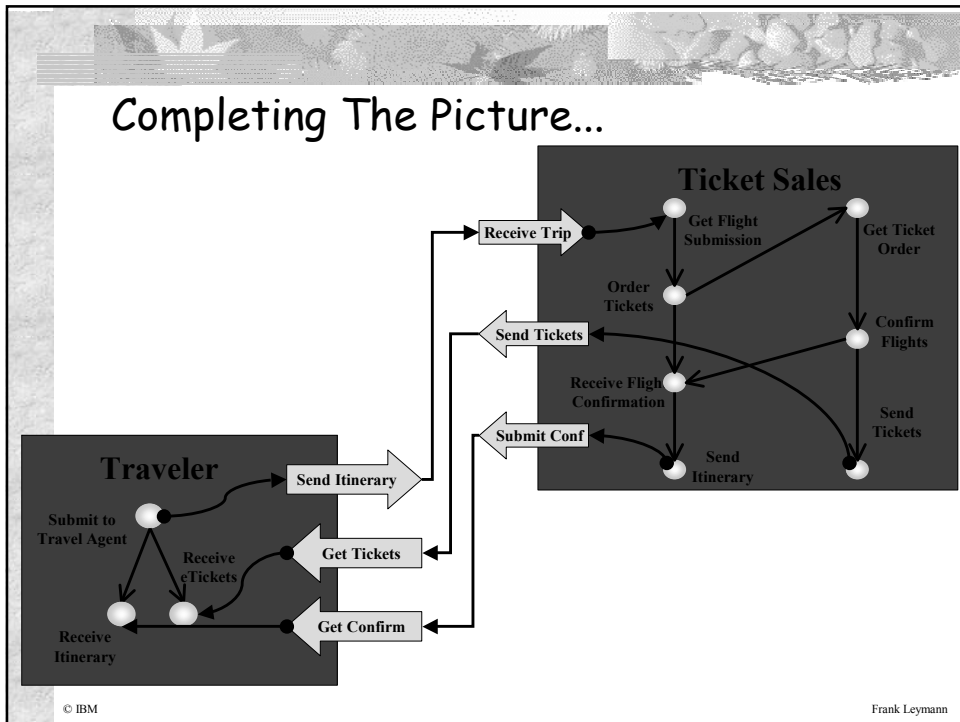 Completing The Picture...
Ticket Sales
Receive Trip
Get Flight
Submission
Get Ticket
Order
Order
Tickets
Send Tickets
Confirm
Flights
Receive Fligh
Confirmation
Submit Conf
Send
Tickets
Send
Itinerary
Traveler
Send Itinerary
Submit to
Travel Agent
Receive
eTickets
Get Tickets
Get Confirm
Receive
Itinerary
© IBM
Frank Leymann